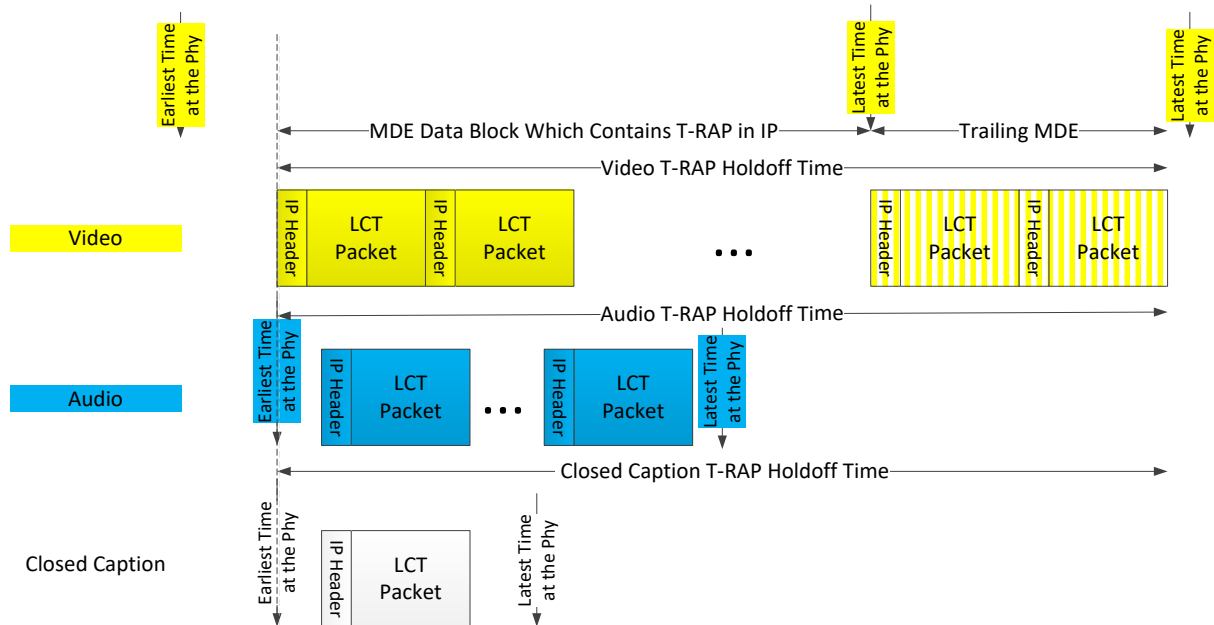 Earliest Time
at the Phy
Latest Time
at the Phy
Latest Time
at the Phy
MDE Data Block Which Contains T-RAP in IP
Trailing MDE
Video T-RAP Holdoff Time
Video
IP Header
LCT
Packet
IP Header
LCT
Packet
...
IP Header
LCT
Packet
IP Header
LCT
Packet
Audio T-RAP Holdoff Time
Audio
Earliest Time
at the Phy
IP Header
LCT
Packet
...
IP Header
LCT
Packet
Latest Time
at the Phy
Closed Caption T-RAP Holdoff Time
Closed Caption
Earliest Time
at the Phy
IP Header
LCT
Packet
Latest Time
at the Phy